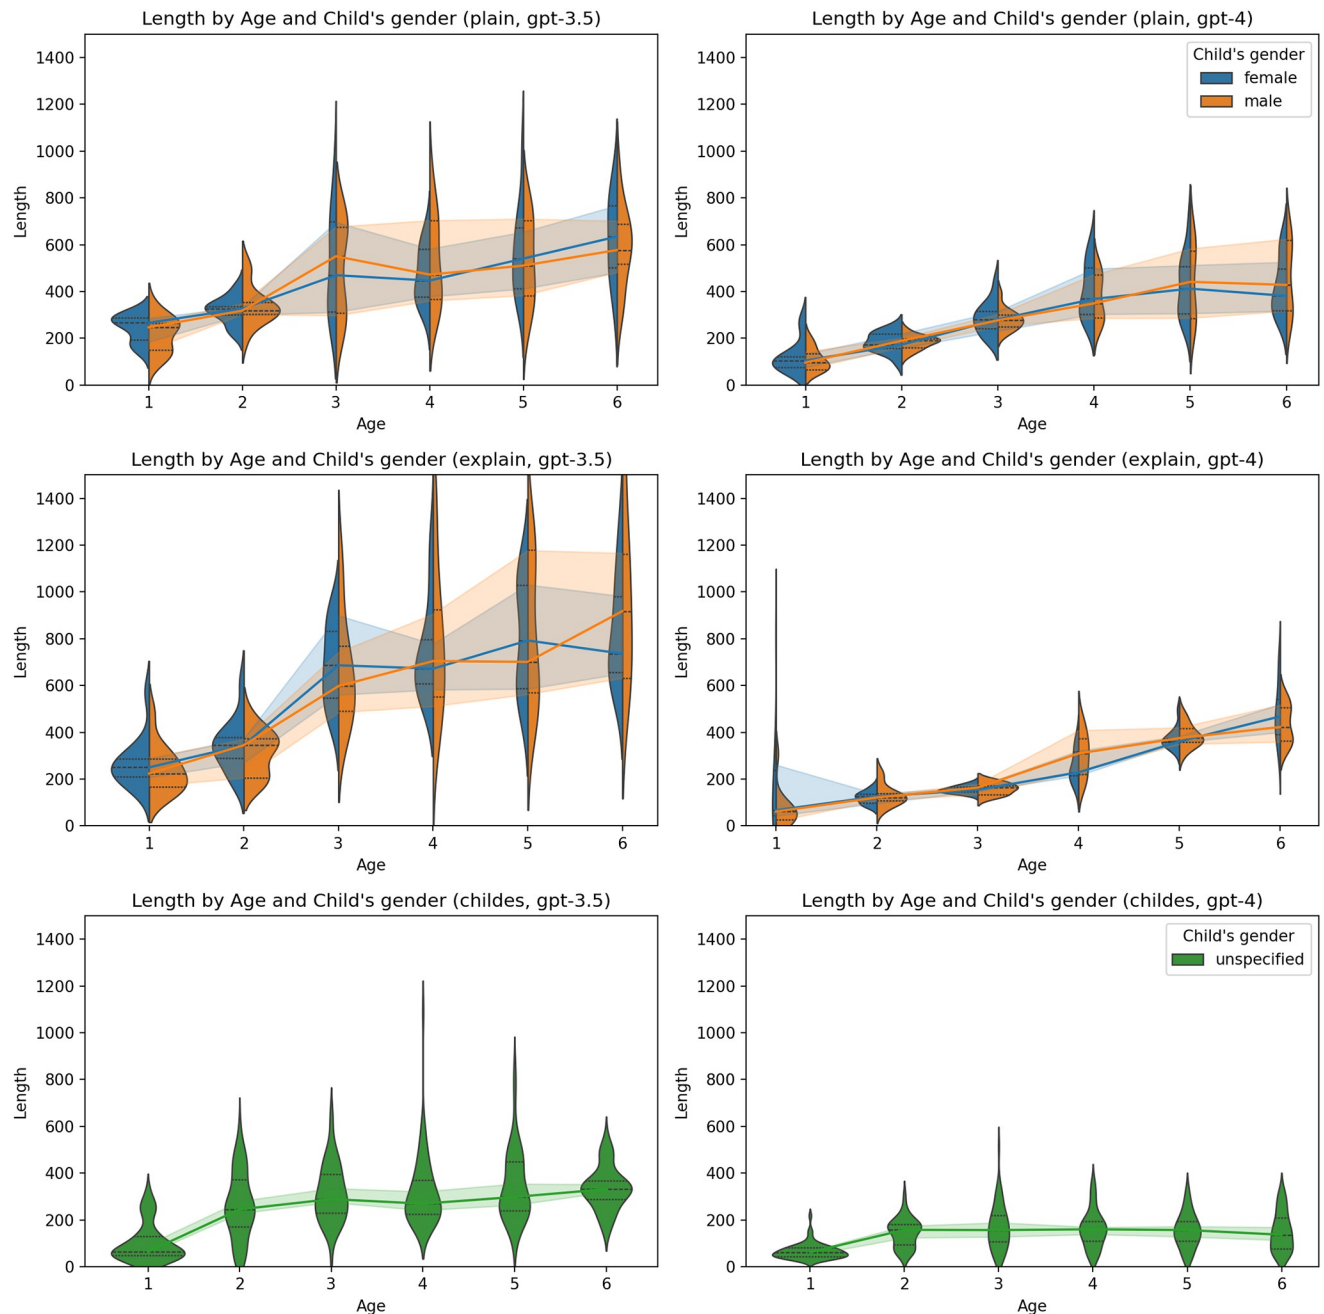 Length by Age and Child's gender (plain, gpt-3.5)
1400
1200
1000
800
600
400
200
0
Length
1 2 3 4 5 6
Age
Length by Age and Child's gender (plain, gpt-4)
Child's gender
female
male
1400
1200
1000
800
600
400
200
0
Length
1 2 3 4 5 6
Age
Length by Age and Child's gender (explain, gpt-3.5)
1400
1200
1000
800
600
400
200
0
Length
1 2 3 4 5 6
Age
Length by Age and Child's gender (explain, gpt-4)
1400
1200
1000
800
600
400
200
0
Length
1 2 3 4 5 6
Age
Length by Age and Child's gender (childes, gpt-3.5)
1400
1200
1000
800
600
400
200
0
Length
1 2 3 4 5 6
Age
Length by Age and Child's gender (childes, gpt-4)
Child's gender
unspecified
1400
1200
1000
800
600
400
200
0
Length
1 2 3 4 5 6
Age